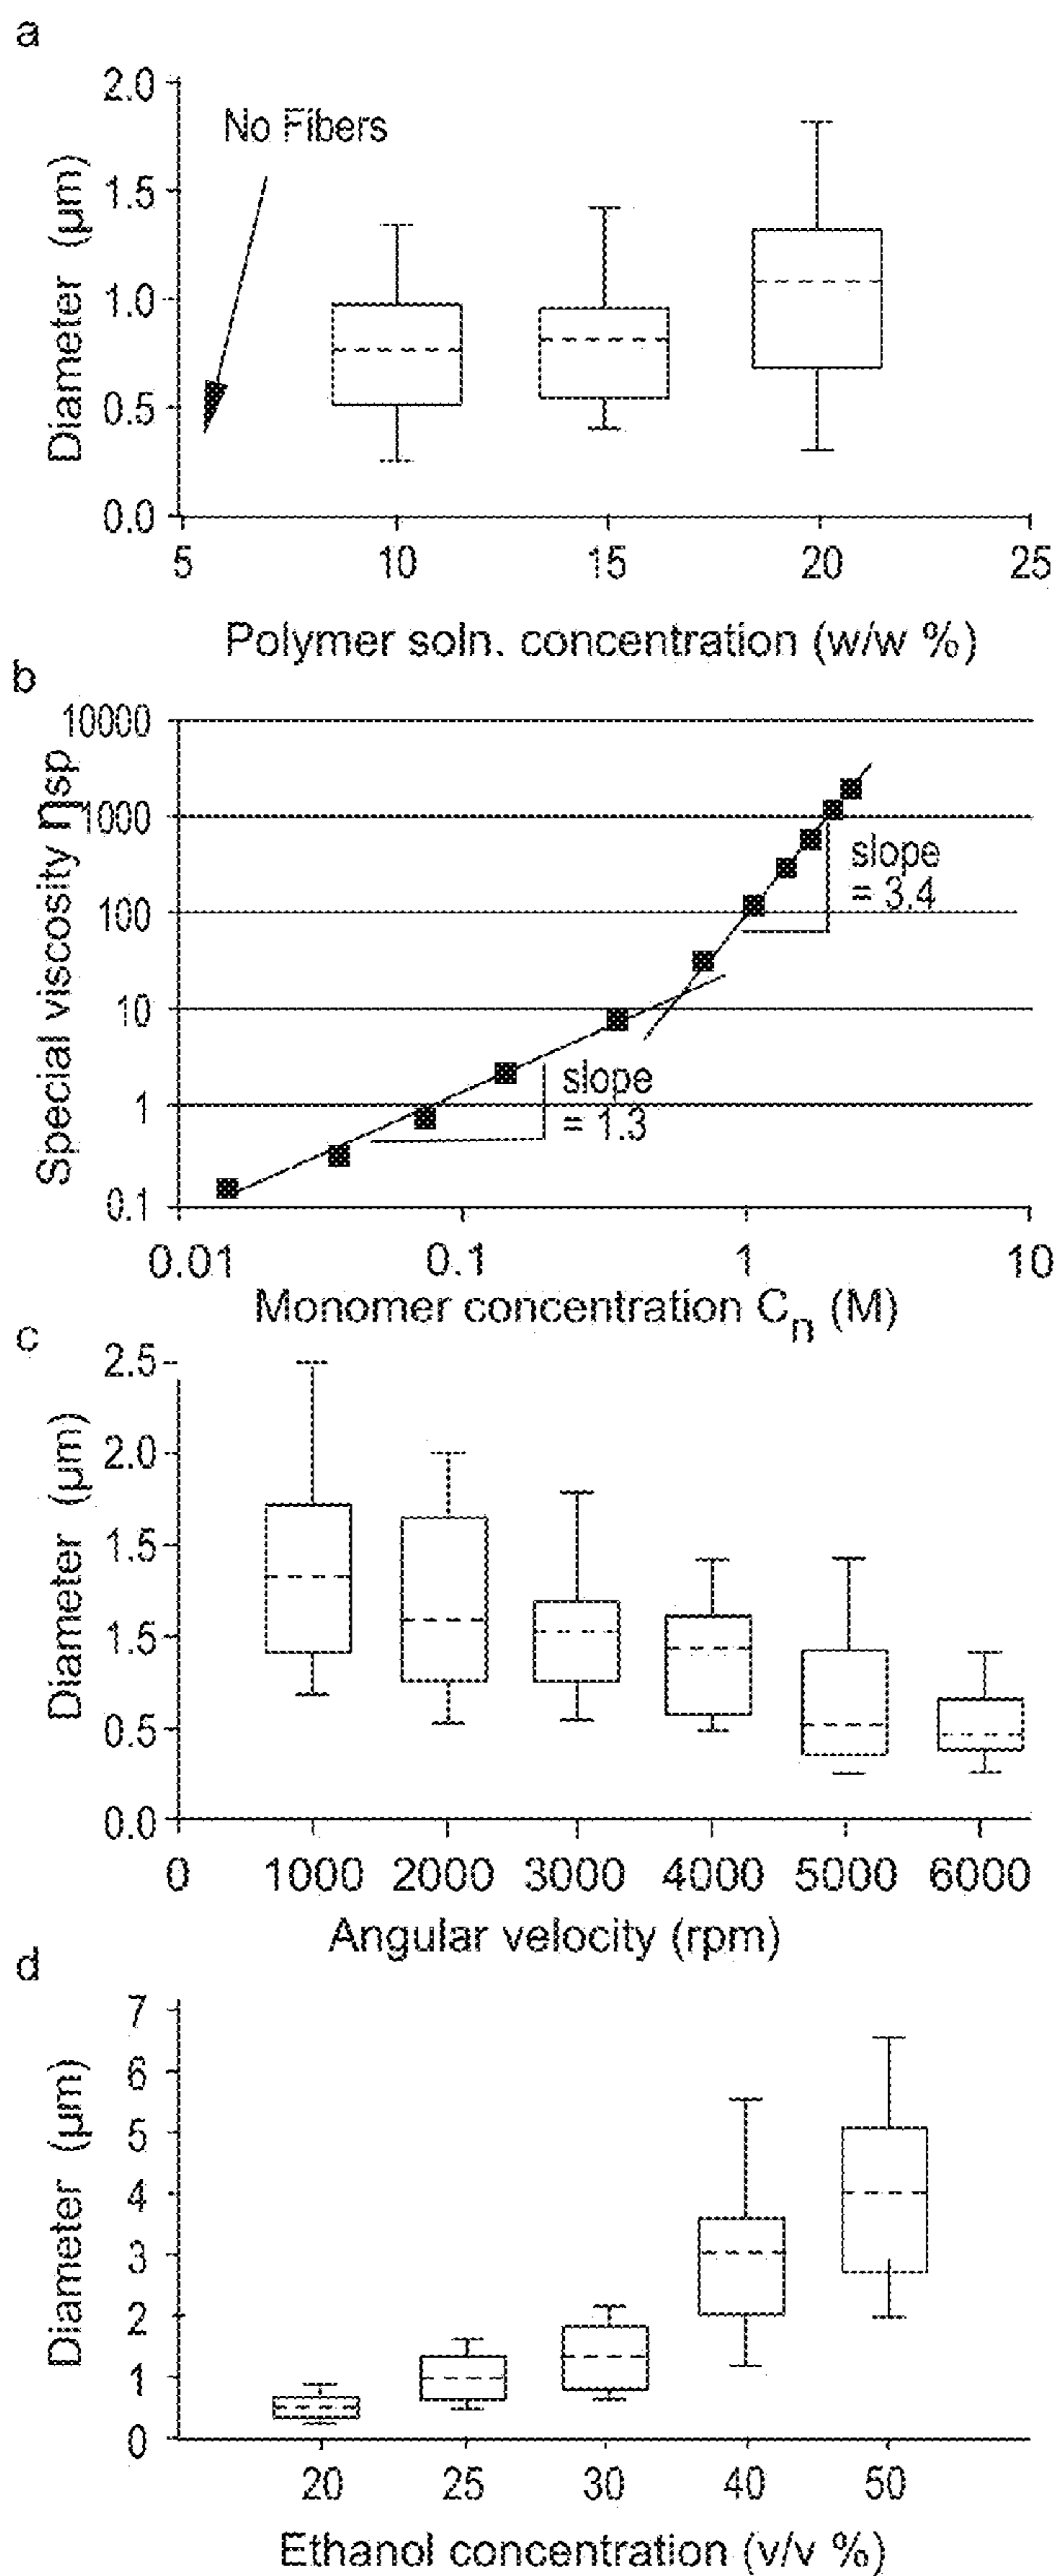 a
2.0
No Fibers
1.5
1.0
0.5
0.0
Diameter (μm)
5 10 15 20 25
Polymer soln. concentration (w/w %)
b
10000
1000
100
10
1
0.1
Special viscosity ηsp
slope
= 3.4
slope
= 1.3
0.01 0.1 1 10
Monomer concentration Cn (M)
c
2.5
2.0
1.5
1.5
0.5
0.0
Diameter (μm)
0 1000 2000 3000 4000 5000 6000
Angular velocity (rpm)
d
7
6
5
4
3
2
1
0
Diameter (μm)
20 25 30 40 50
Ethanol concentration (v/v %)